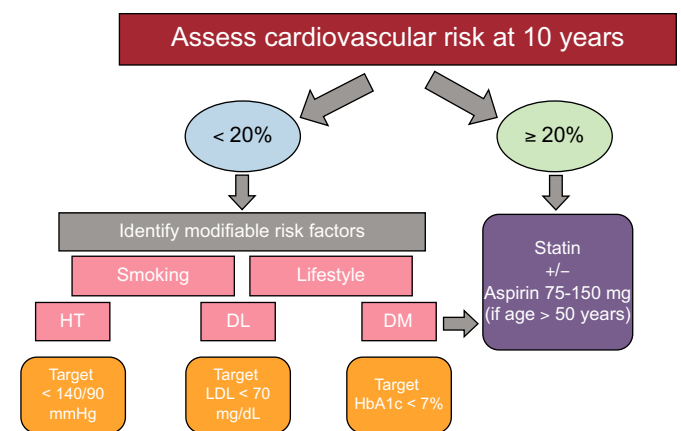 Assess cardiovascular risk at 10 years
< 20%
≥ 20%
Identify modifiable risk factors
Smoking
Lifestyle
HT
DL
DM
Statin
+/−
Aspirin 75-150 mg
(if age > 50 years)
Target
< 140/90
mmHg
Target
LDL < 70
mg/dL
Target
HbA1c < 7%